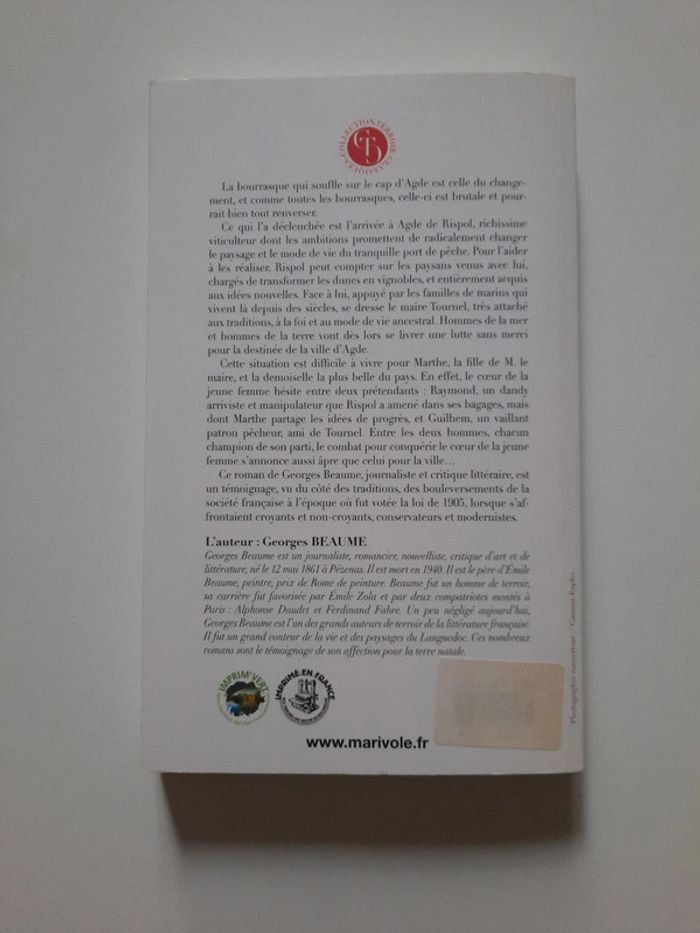 COLLECTION TERROIR CLASSIQUES
CTC
La bourrasque qui souffle sur le cap d'Agde est celle du change-
ment, et comme toutes les bourrasques, celle-ci est brutale et pour-
rait bien tout renverser.
Ce qui l'a déclenchée est l'arrivée à Agde de Rispol, richissime
viticulteur dont les ambitions promettent de radicalement changer
le paysage et le mode de vie du tranquille port de pêche. Pour l'aider
à les réaliser, Rispol peut compter sur les paysans venus avec lui,
chargés de transformer les dunes en vignobles, et entièrement acquis
aux idées nouvelles. Face à lui, appuyé par les familles de marins qui
vivent là depuis des siècles, se dresse le maire Tournel, très attaché
aux traditions, à la foi et au mode de vie ancestral. Hommes de la mer
et hommes de la terre vont dès lors se livrer une lutte sans merci
pour la destinée de la ville d'Agde.
Cette situation est difficile à vivre pour Marthe, la fille de M. le
maire, et la demoiselle la plus belle du pays. En effet, le cœur de la
jeune femme hésite entre deux prétendants : Raymond, un dandy
arriviste et manipulateur que Rispol a amené dans ses bagages, mais
dont Marthe partage les idées de progrès, et Guilhem, un vaillant
patron pêcheur, ami de Tournel. Entre les deux hommes, chacun
champion de son parti, le combat pour conquérir le cœur de la jeune
femme s'annonce aussi âpre que celui pour la ville…
Ce roman de Georges Beaume, journaliste et critique littéraire, est
un témoignage, vu du côté des traditions, des bouleversements de la
société française à l'époque où fut votée la loi de 1905, lorsque s'af-
frontaient croyants et non-croyants, conservateurs et modernistes.
L'auteur : Georges BEAUME
Georges Beaume est un journaliste, romancier, nouvelliste, critique d'art et de
littérature, né le 12 mai 1861 à Pézenas. Il est mort en 1940. Il est le père d'Émile
Beaume, peintre, prix de Rome de peinture. Beaume fut un homme de terroir,
sa carrière fut favorisée par Émile Zola et par deux compatriotes montés à
Paris : Alphonse Daudet et Ferdinand Fabre. Un peu négligé aujourd'hui,
Georges Beaume est l'un des grands auteurs de terroir de la littérature française.
Il fut un grand conteur de la vie et des paysages du Languedoc. Ces nombreux
romans sont le témoignage de son affection pour la terre natale.
IMPRIM'VERT
IMPRIMÉ EN FRANCE
www.marivole.fr
Photographie couverture : Gamma Rapho